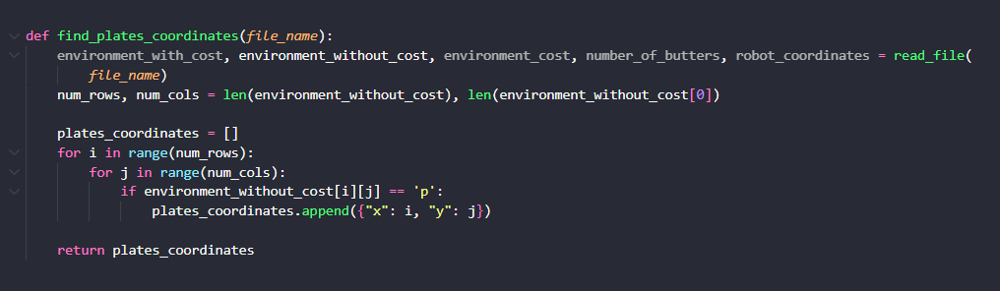 def find_plates_coordinates(file_name):
    environment_with_cost, environment_without_cost, environment_cost, number_of_butters, robot_coordinates = read_file(
        file_name)
    num_rows, num_cols = len(environment_without_cost), len(environment_without_cost[0])

    plates_coordinates = []
    for i in range(num_rows):
        for j in range(num_cols):
            if environment_without_cost[i][j] == 'p':
                plates_coordinates.append({"x": i, "y": j})

    return plates_coordinates